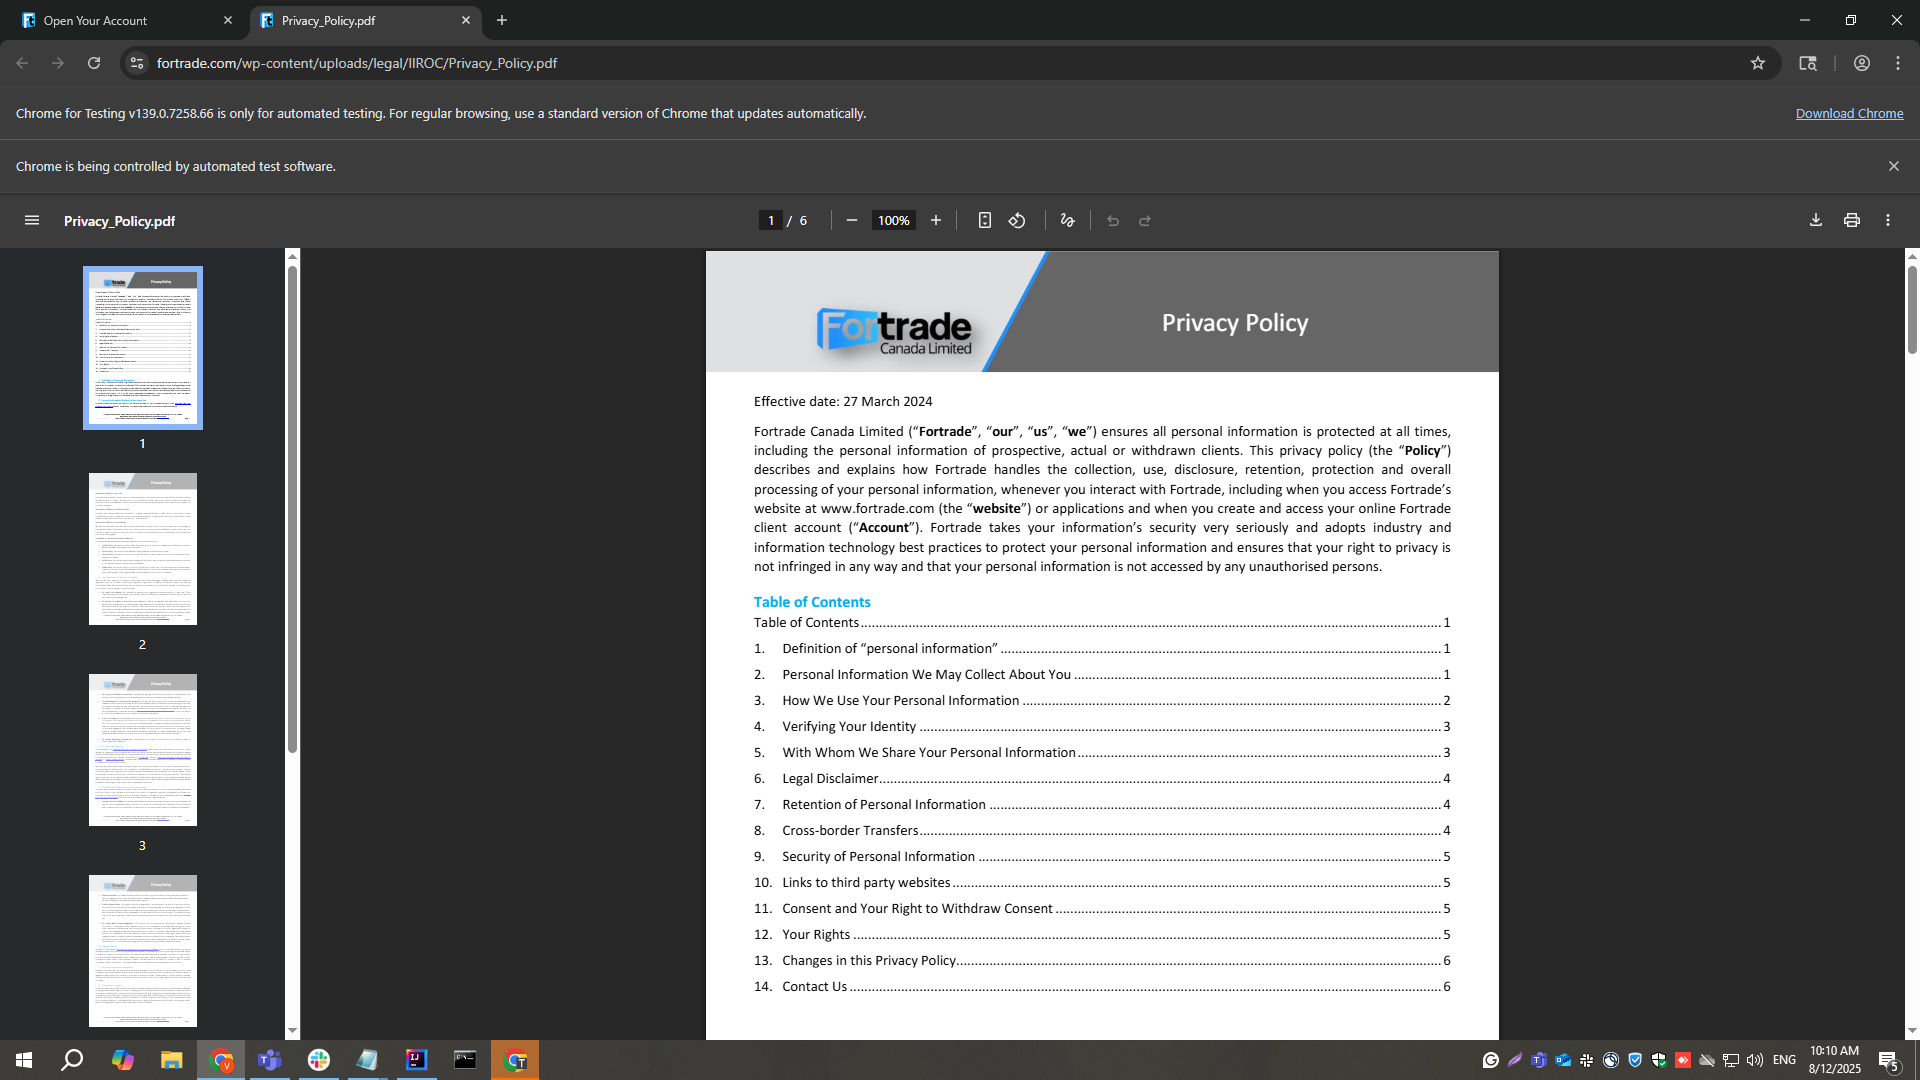 Open Your Account
Privacy_Policy.pdf
fortrade.com/wp-content/uploads/legal/IIROC/Privacy_Policy.pdf
Chrome for Testing v139.0.7258.66 is only for automated testing. For regular browsing, use a standard version of Chrome that updates automatically.
Download Chrome
Chrome is being controlled by automated test software.
Privacy_Policy.pdf
1 / 6
100%
1
2
3
Fortrade
Canada Limited
Privacy Policy
Effective date: 27 March 2024
Fortrade Canada Limited (“Fortrade”, “our”, “us”, “we”) ensures all personal information is protected at all times,
including the personal information of prospective, actual or withdrawn clients. This privacy policy (the “Policy”)
describes and explains how Fortrade handles the collection, use, disclosure, retention, protection and overall
processing of your personal information, whenever you interact with Fortrade, including when you access Fortrade’s
website at www.fortrade.com (the “website”) or applications and when you create and access your online Fortrade
client account (“Account”). Fortrade takes your information’s security very seriously and adopts industry and
information technology best practices to protect your personal information and ensures that your right to privacy is
not infringed in any way and that your personal information is not accessed by any unauthorised persons.
Table of Contents
Table of Contents 1
1. Definition of “personal information” 1
2. Personal Information We May Collect About You 1
3. How We Use Your Personal Information 2
4. Verifying Your Identity 3
5. With Whom We Share Your Personal Information 3
6. Legal Disclaimer 4
7. Retention of Personal Information 4
8. Cross-border Transfers 4
9. Security of Personal Information 5
10. Links to third party websites 5
11. Consent and Your Right to Withdraw Consent 5
12. Your Rights 5
13. Changes in this Privacy Policy 6
14. Contact Us 6
ENG
10:10 AM
8/12/2025
5